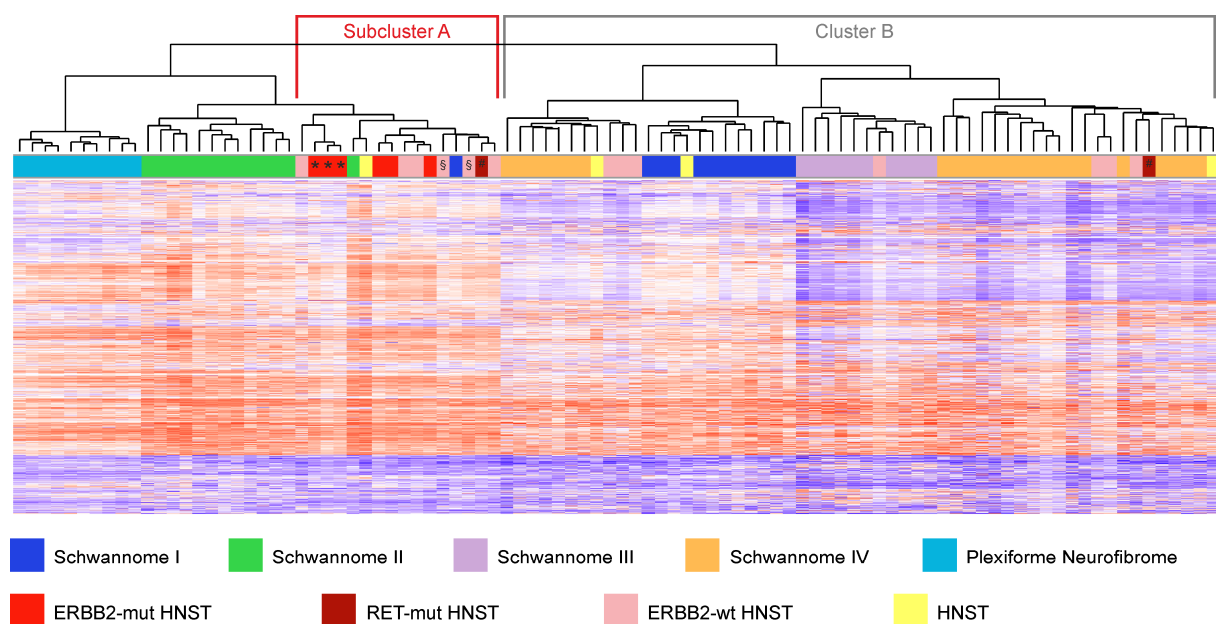 Subcluster A
Cluster B
* * * § § # #
Schwannome I
Schwannome II
Schwannome III
Schwannome IV
Plexiforme Neurofibrome
ERBB2-mut HNST
RET-mut HNST
ERBB2-wt HNST
HNST